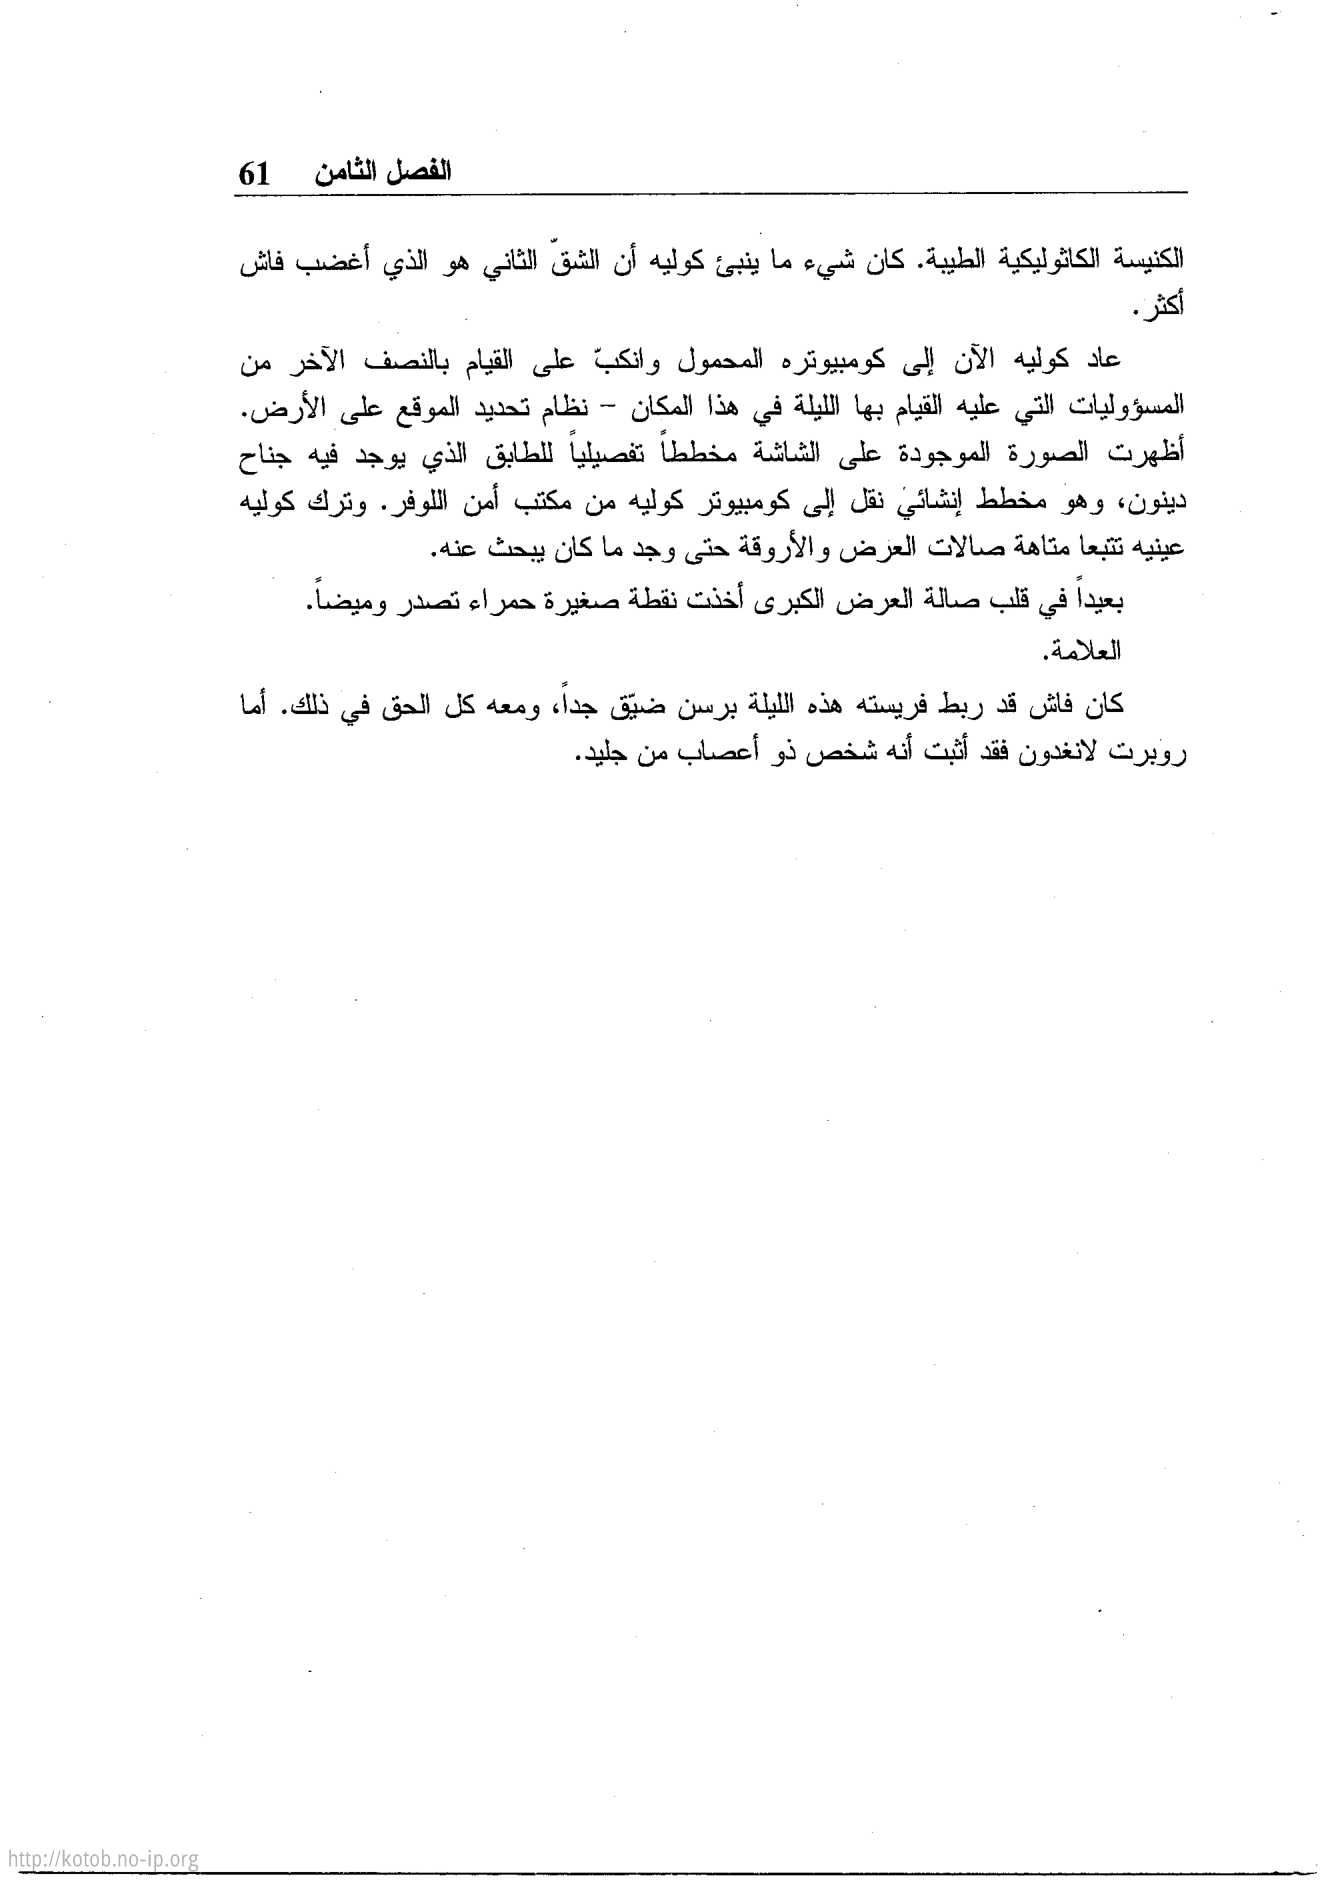 الفصل الثامن 61
الكنيسة الكاثوليكية الطيبة. كان شيء ما ينبئ كوليه أن الشقّ الثاني هو الذي أغضب فاش
أكثر.
عاد كوليه الآن إلى كومبيوتره المحمول وانكبّ على القيام بالنصف الآخر من
المسؤوليات التي عليه القيام بها الليلة في هذا المكان - نظام تحديد الموقع على الأرض.
أظهرت الصورة الموجودة على الشاشة مخططاً تفصيلياً للطابق الذي يوجد فيه جناح
دينون، وهو مخطط إنشائي نقل إلى كومبيوتر كوليه من مكتب أمن اللوفر. وترك كوليه
عينيه تتبعا متاهة صالات العرض والأروقة حتى وجد ما كان يبحث عنه.
بعيداً في قلب صالة العرض الكبرى أخذت نقطة صغيرة حمراء تصدر وميضاً.
العلامة.
كان فاش قد ربط فريسته هذه الليلة برسن ضيّق جداً، ومعه كل الحق في ذلك. أما
روبرت لانغدون فقد أثبت أنه شخص ذو أعصاب من جليد.
http://kotob.no-ip.org